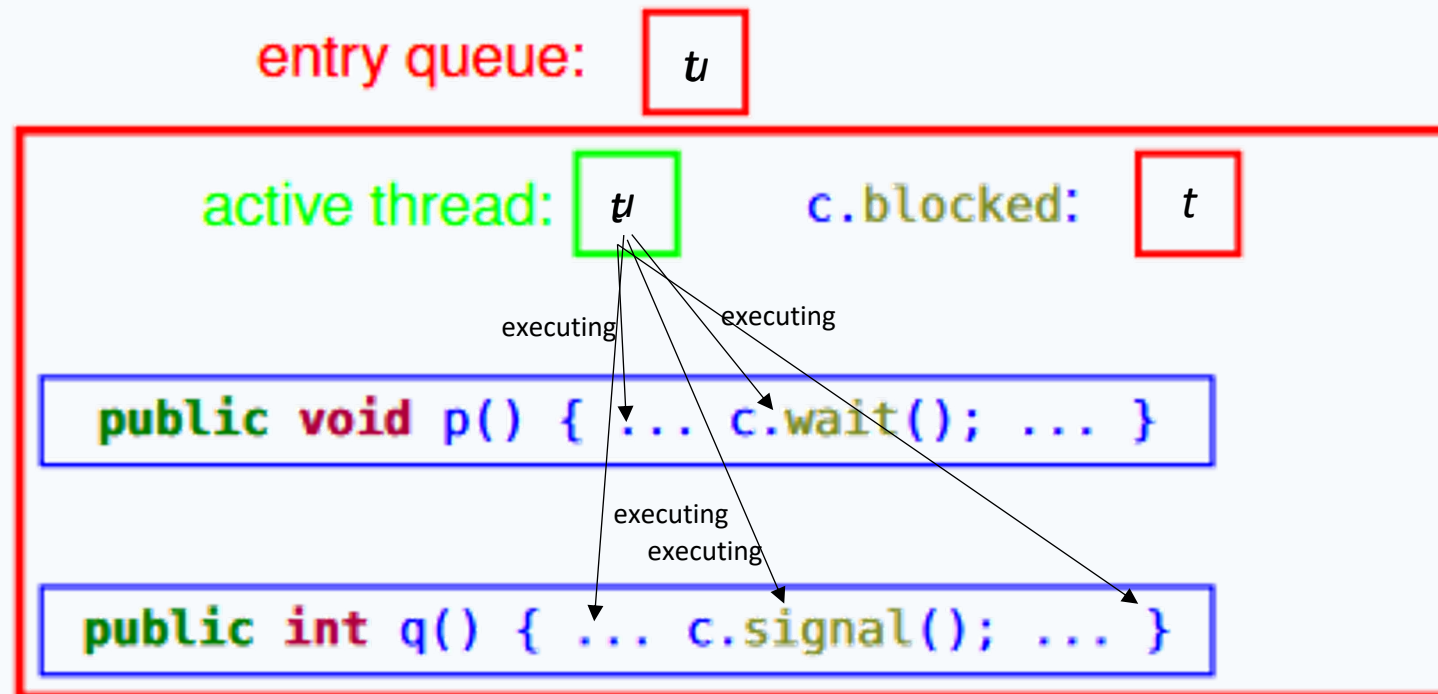 entry queue: tu
active thread: tu c.blocked: t
executing executing
public void p() { ... c.wait(); ... }
executing
executing
public int q() { ... c.signal(); ... }